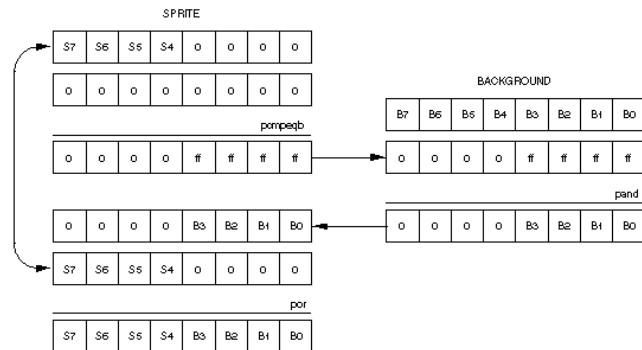 SPRITE
S7 S6 S5 S4 0 0 0 0
0 0 0 0 0 0 0 0
pcmpeqb
0 0 0 0 ff ff ff ff
0 0 0 0 B3 B2 B1 B0
S7 S6 S5 S4 0 0 0 0
por
S7 S6 S5 S4 B3 B2 B1 B0
BACKGROUND
B7 B6 B5 B4 B3 B2 B1 B0
0 0 0 0 ff ff ff ff
pand
0 0 0 0 B3 B2 B1 B0